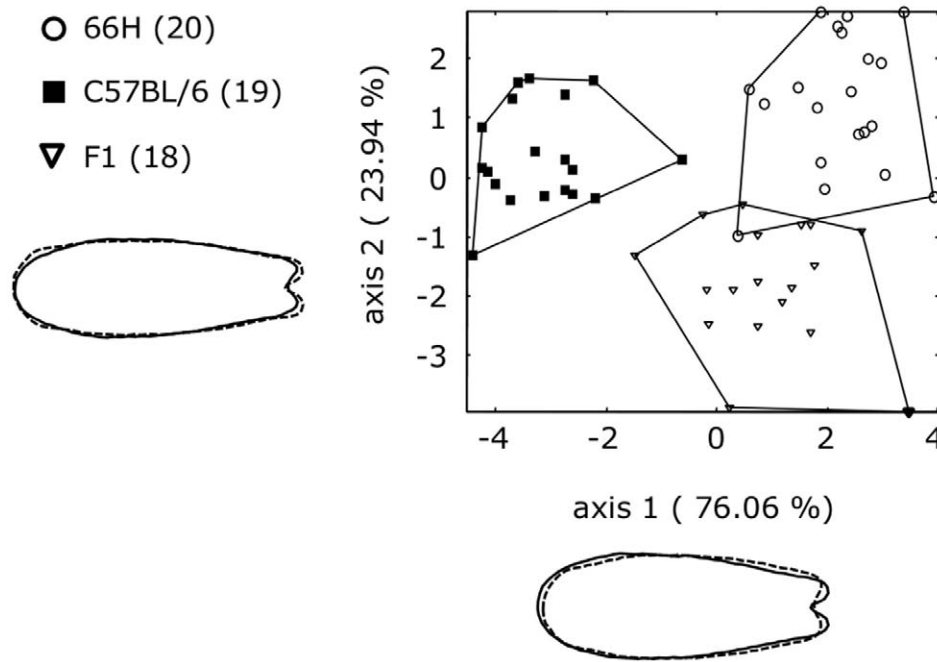 66H (20)
C57BL/6 (19)
F1 (18)
axis 2 ( 23.94 %)
2
1
0
-1
-2
-3
-4
-2
0
2
4
axis 1 ( 76.06 %)